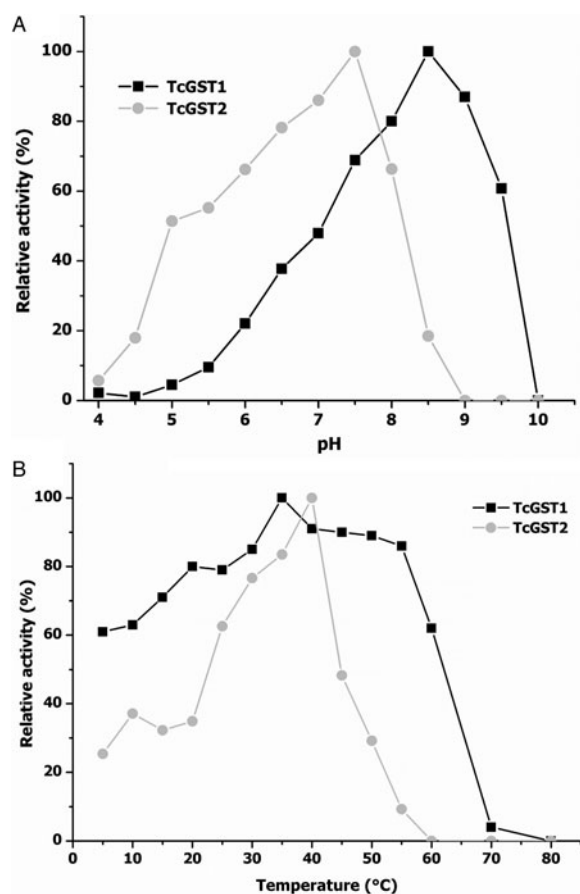 A
100
80
60
40
20
0
Relative activity (%)
TcGST1
TcGST2
4 5 6 7 8 9 10
pH
B
100
80
60
40
20
0
Relative activity (%)
TcGST1
TcGST2
0 10 20 30 40 50 60 70 80
Temperature (°C)